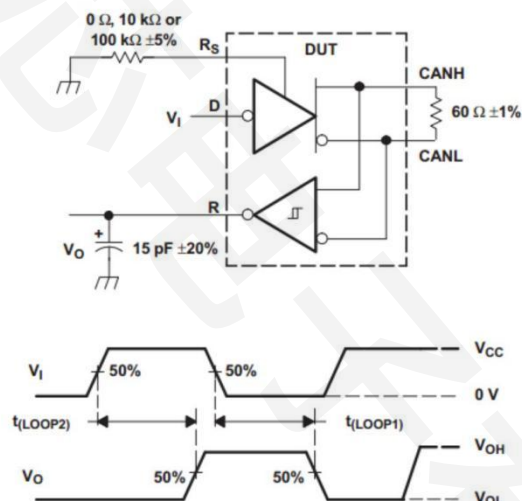 0 Ω, 10 kΩ or
100 kΩ ±5%
RS
DUT
CANH
D
VI
60 Ω ±1%
CANL
R
+
VO
15 pF ±20%
VI
50%
50%
VCC
0 V
t(LOOP2)
t(LOOP1)
VOH
VO
50%
50%
VOL